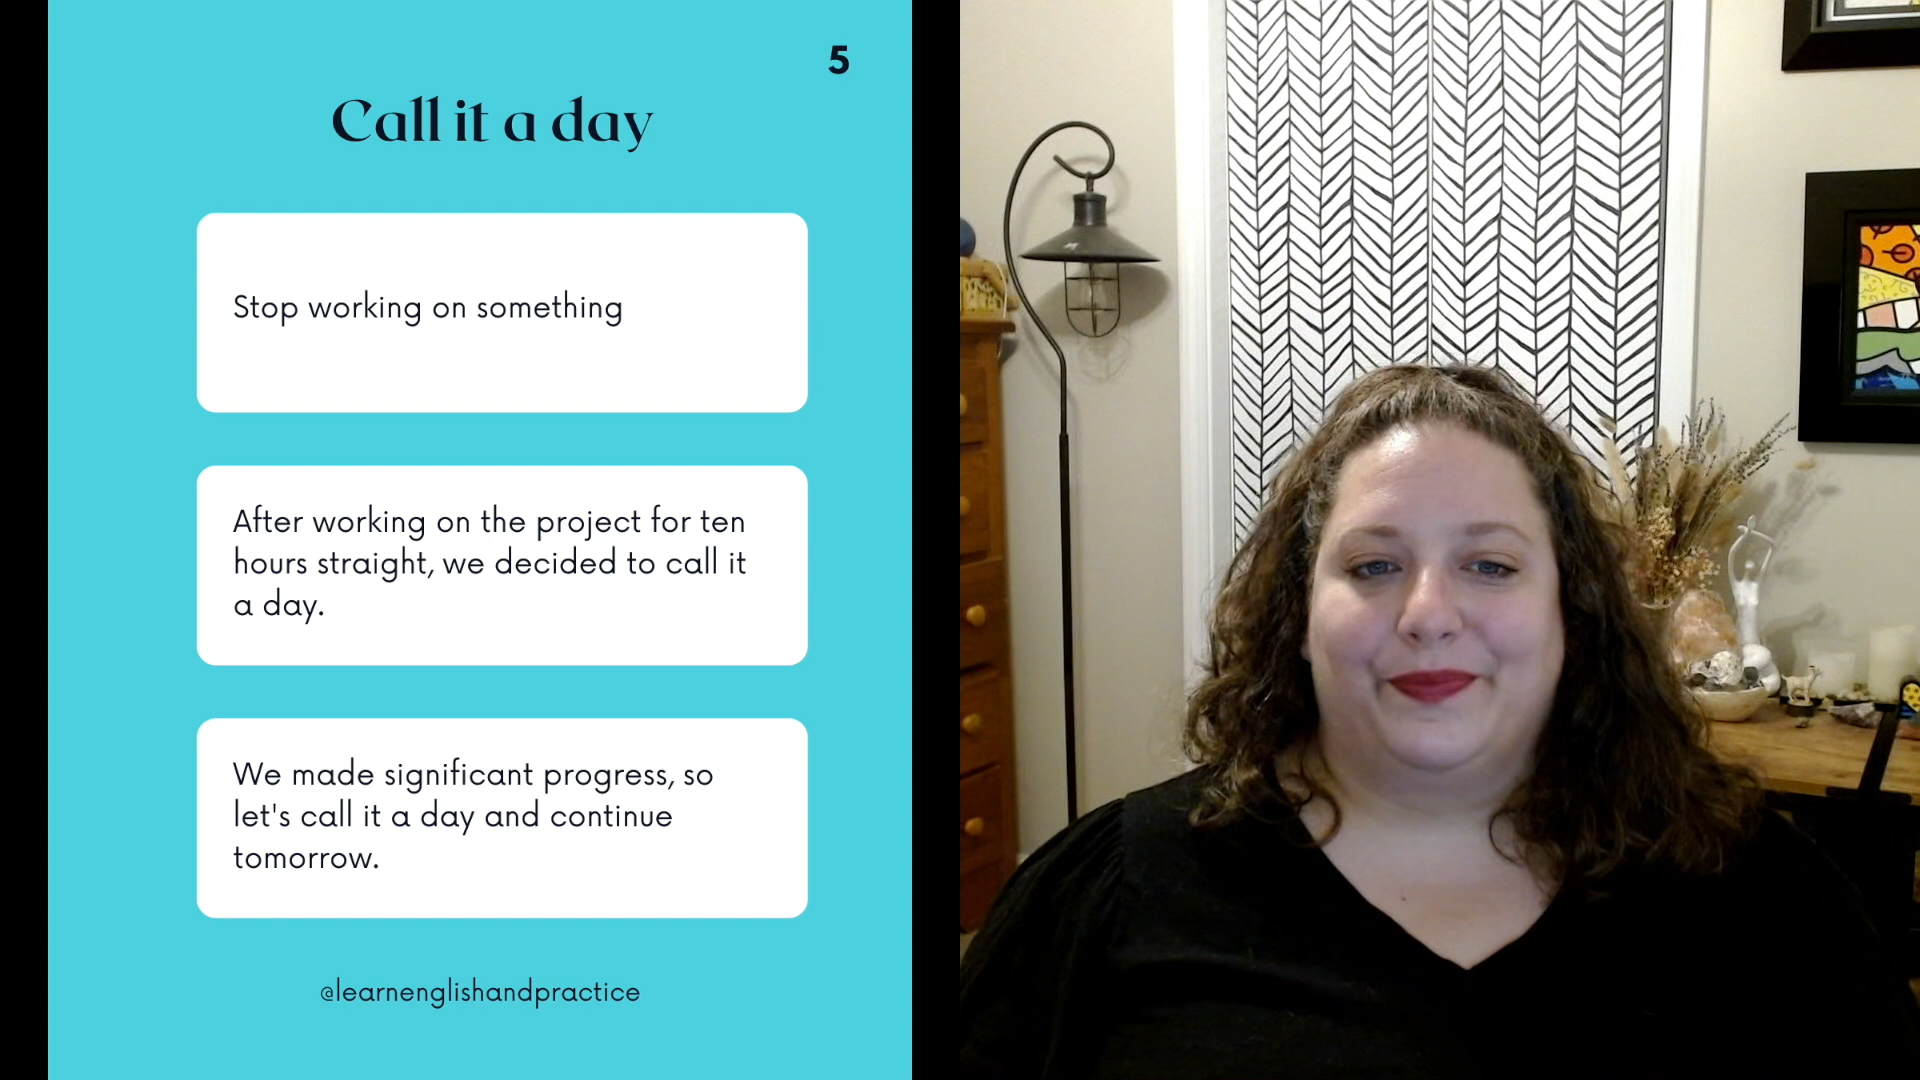 5
Call it a day
Stop working on something
After working on the project for ten
hours straight, we decided to call it
a day.
We made significant progress, so
let's call it a day and continue
tomorrow.
@learnenglishandpractice